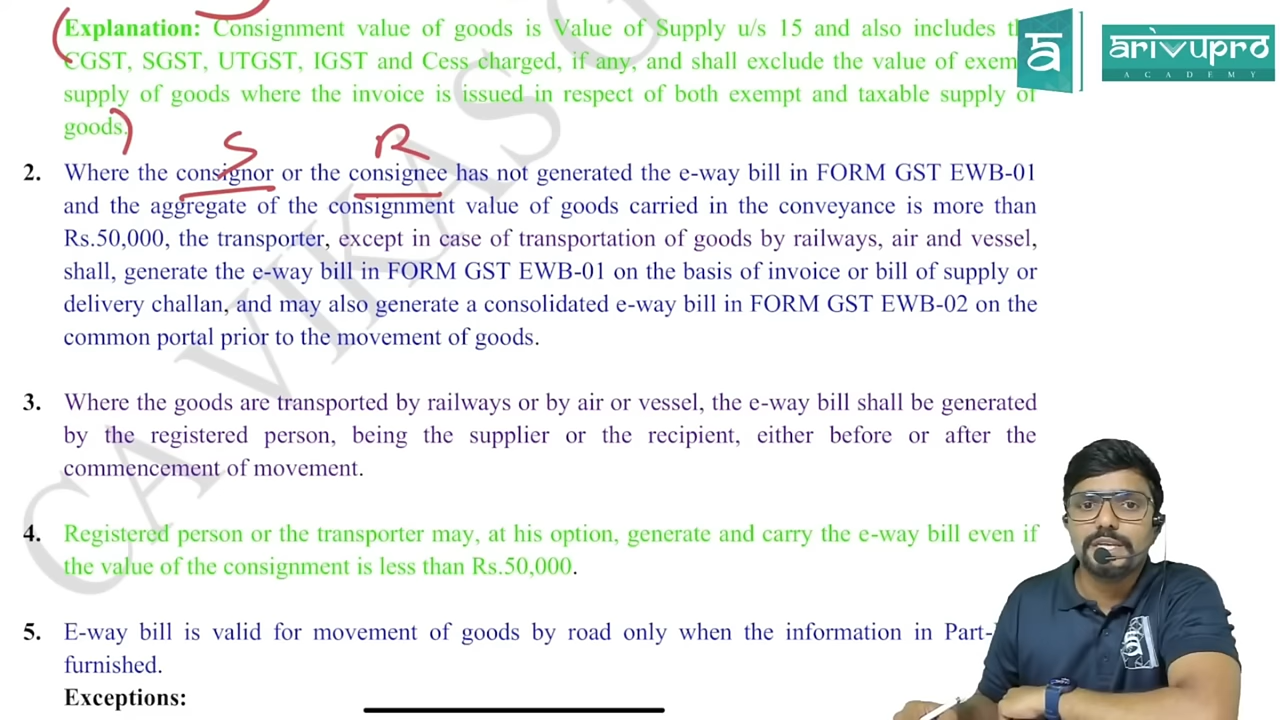 Explanation: Consignment value of goods is Value of Supply u/s 15 and also includes
CGST, SGST, UTGST, IGST and Cess charged, if any, and shall exclude the value of
supply of goods where the invoice is issued in respect of both exempt and taxable supply of
goods.
S R
2. Where the consignor or the consignee has not generated the e-way bill in FORM GST EWB-01
and the aggregate of the consignment value of goods carried in the conveyance is more than
Rs.50,000, the transporter, except in case of transportation of goods by railways, air and vessel,
shall, generate the e-way bill in FORM GST EWB-01 on the basis of invoice or bill of supply or
delivery challan, and may also generate a consolidated e-way bill in FORM GST EWB-02 on the
common portal prior to the movement of goods.
3. Where the goods are transported by railways or by air or vessel, the e-way bill shall be generated
by the registered person, being the supplier or the recipient, either before or after the
commencement of movement.
4. Registered person or the transporter may, at his option, generate and carry the e-way bill even if
the value of the consignment is less than Rs.50,000.
5. E-way bill is valid for movement of goods by road only when the information in Part-
furnished.
Exceptions:
arivupro
ACADEMY
CA VIKAS G